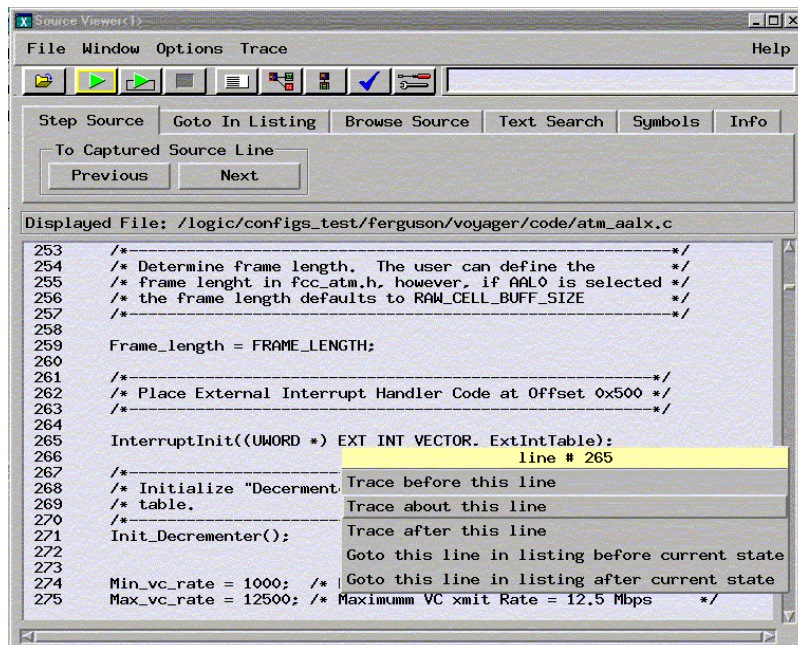 Source Viewer<1>
File Window Options Trace Help
Step Source Goto In Listing Browse Source Text Search Symbols Info
To Captured Source Line
Previous Next
Displayed File: /logic/configs_test/ferguson/voyager/code/atm_aalx.c
253 /*---------------------------------------------------------*/
254 /* Determine frame length. The user can define the */
255 /* frame lenght in fcc_atm.h, however, if AAL0 is selected */
256 /* the frame length defaults to RAW_CELL_BUFF_SIZE */
257 /*---------------------------------------------------------*/
258
259 Frame_length = FRAME_LENGTH;
260
261 /*-------------------------------------------------------*/
262 /* Place External Interrupt Handler Code at Offset 0x500 */
263 /*-------------------------------------------------------*/
264
265 InterruptInit((UWORD *) EXT_INT_VECTOR, ExtIntTable);
266
267 /*----------------------
268 /* Initialize "Decerment
269 /* table.
270 /*----------------------
271 Init_Decrementer();
272
273
274 Min_vc_rate = 1000; /*
275 Max_vc_rate = 12500; /* Maximumm VC xmit Rate = 12.5 Mbps */
line # 265
Trace before this line
Trace about this line
Trace after this line
Goto this line in listing before current state
Goto this line in listing after current state